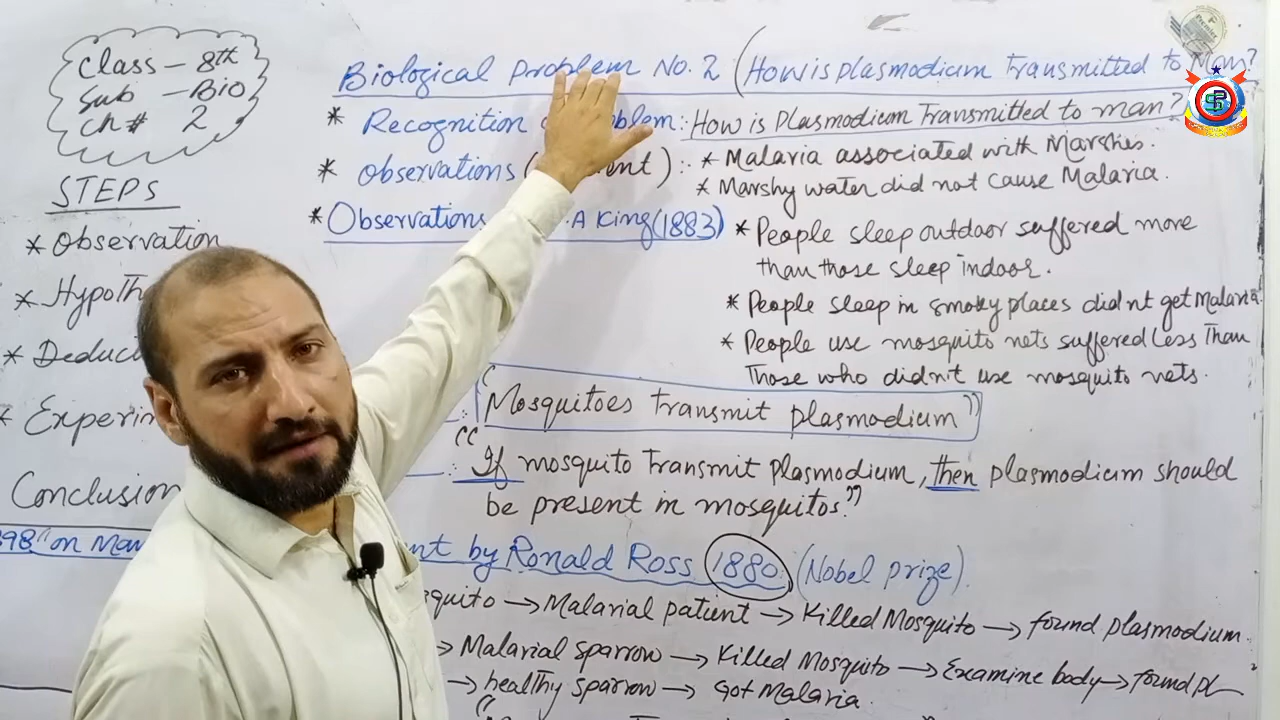 Class – 8th
Sub – Bio
Ch# 2
STEPS
* Observation
* Hypoth
* Deduc
* Experim
Conclusion
Biological Problem No. 2 (How is plasmodium Transmitted to Man?
* Recognition blem: How is Plasmodium Transmitted to man?
* Observations ( ent): * Malaria associated with Marshes.
* Marshy water did not cause Malaria.
* Observations .A King (1883) * People sleep outdoor suffered more
than those sleep indoor.
* People sleep in smoky places didn't get Malaria
* People use mosquito nets suffered Less Than
Those who didn't use mosquito nets.
: "Mosquitoes transmit plasmodium"
: "If mosquito Transmit plasmodium, then plasmodium should
be present in mosquitos."
98 on Ma nt by Ronald Ross 1880 (Nobel prize).
squito → Malarial patient → Killed Mosquito → found plasmodium.
→ Malarial sparrow → Killed Mosquito → Examine body → found pl
→ healthy sparrow → Got Malaria.